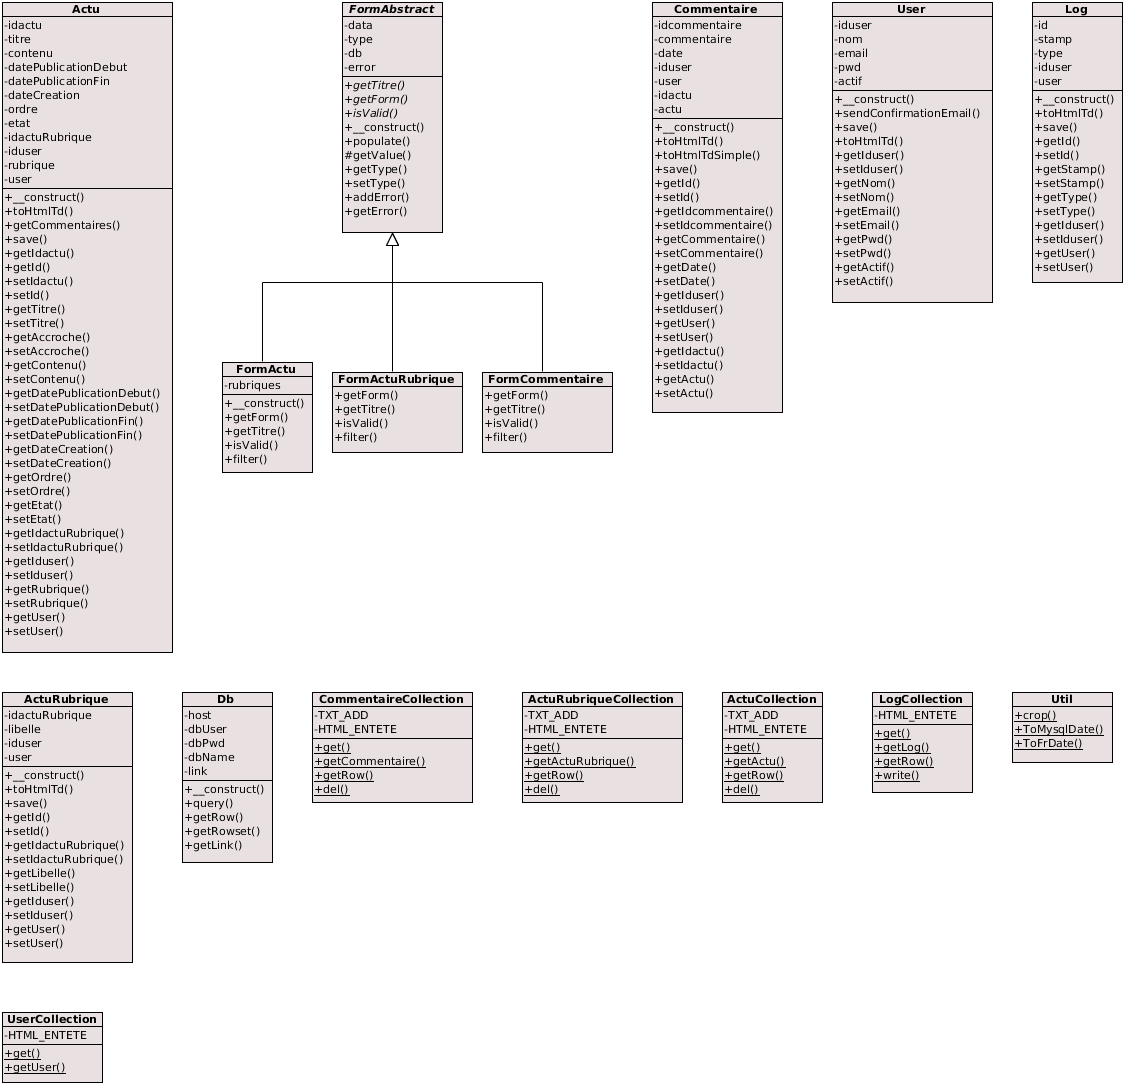 Actu
-idactu
-titre
-contenu
-datePublicationDebut
-datePublicationFin
-dateCreation
-ordre
-etat
-idactuRubrique
-iduser
-rubrique
-user
+__construct()
+toHtmlTd()
+getCommentaires()
+save()
+getIdactu()
+getId()
+setIdactu()
+setId()
+getTitre()
+setTitre()
+getAccroche()
+setAccroche()
+getContenu()
+setContenu()
+getDatePublicationDebut()
+setDatePublicationDebut()
+getDatePublicationFin()
+setDatePublicationFin()
+getDateCreation()
+setDateCreation()
+getOrdre()
+setOrdre()
+getEtat()
+setEtat()
+getIdactuRubrique()
+setIdactuRubrique()
+getIduser()
+setIduser()
+getRubrique()
+setRubrique()
+getUser()
+setUser()
FormAbstract
-data
-type
-db
-error
+getTitre()
+getForm()
+isValid()
+__construct()
+populate()
#getValue()
+getType()
+setType()
+addError()
+getError()
FormActu
-rubriques
+__construct()
+getForm()
+getTitre()
+isValid()
+filter()
FormActuRubrique
+getForm()
+getTitre()
+isValid()
+filter()
FormCommentaire
+getForm()
+getTitre()
+isValid()
+filter()
Commentaire
-idcommentaire
-commentaire
-date
-iduser
-user
-idactu
-actu
+__construct()
+toHtmlTd()
+toHtmlTdSimple()
+save()
+getId()
+setId()
+getIdcommentaire()
+setIdcommentaire()
+getCommentaire()
+setCommentaire()
+getDate()
+setDate()
+getIduser()
+setIduser()
+getUser()
+setUser()
+getIdactu()
+setIdactu()
+getActu()
+setActu()
User
-iduser
-nom
-email
-pwd
-actif
+__construct()
+sendConfirmationEmail()
+save()
+toHtmlTd()
+getIduser()
+setIduser()
+getNom()
+setNom()
+getEmail()
+setEmail()
+getPwd()
+setPwd()
+getActif()
+setActif()
Log
-id
-stamp
-type
-iduser
-user
+__construct()
+toHtmlTd()
+save()
+getId()
+setId()
+getStamp()
+setStamp()
+getType()
+setType()
+getIduser()
+setIduser()
+getUser()
+setUser()
ActuRubrique
-idactuRubrique
-libelle
-iduser
-user
+__construct()
+toHtmlTd()
+save()
+getId()
+setId()
+getIdactuRubrique()
+setIdactuRubrique()
+getLibelle()
+setLibelle()
+getIduser()
+setIduser()
+getUser()
+setUser()
Db
-host
-dbUser
-dbPwd
-dbName
-link
+__construct()
+query()
+getRow()
+getRowset()
+getLink()
CommentaireCollection
-TXT_ADD
-HTML_ENTETE
+get()
+getCommentaire()
+getRow()
+del()
ActuRubriqueCollection
-TXT_ADD
-HTML_ENTETE
+get()
+getActuRubrique()
+getRow()
+del()
ActuCollection
-TXT_ADD
-HTML_ENTETE
+get()
+getActu()
+getRow()
+del()
LogCollection
-HTML_ENTETE
+get()
+getLog()
+getRow()
+write()
Util
+crop()
+ToMysqlDate()
+ToFrDate()
UserCollection
-HTML_ENTETE
+get()
+getUser()